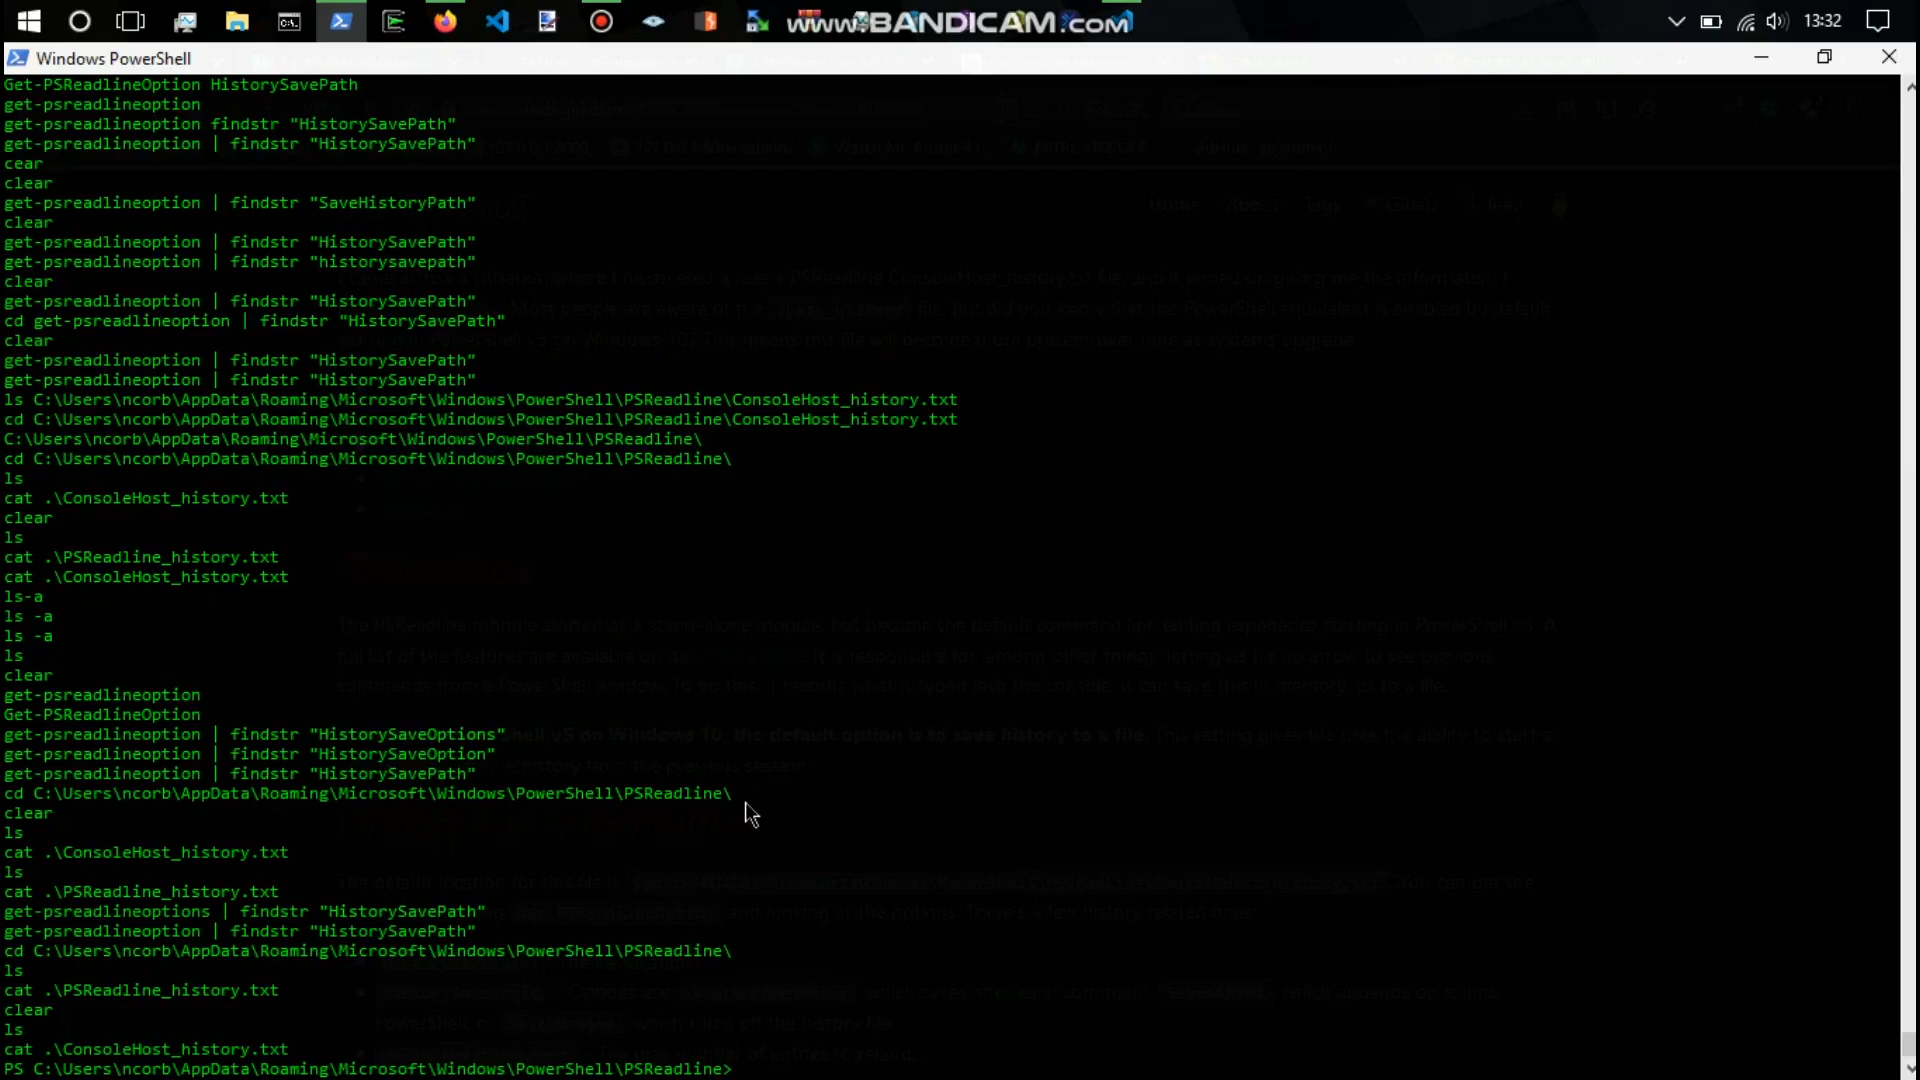 www.BANDICAM.com
13:32
Windows PowerShell
Get-PSReadlineOption HistorySavePath
get-psreadlineoption
get-psreadlineoption findstr "HistorySavePath"
get-psreadlineoption | findstr "HistorySavePath"
cear
clear
get-psreadlineoption | findstr "SaveHistoryPath"
clear
get-psreadlineoption | findstr "HistorySavePath"
get-psreadlineoption | findstr "historysavepath"
clear
get-psreadlineoption | findstr "HistorySavePath"
cd get-psreadlineoption | findstr "HistorySavePath"
clear
get-psreadlineoption | findstr "HistorySavePath"
get-psreadlineoption | findstr "HistorySavePath"
ls C:\Users\ncorb\AppData\Roaming\Microsoft\Windows\PowerShell\PSReadline\ConsoleHost_history.txt
cd C:\Users\ncorb\AppData\Roaming\Microsoft\Windows\PowerShell\PSReadline\ConsoleHost_history.txt
C:\Users\ncorb\AppData\Roaming\Microsoft\Windows\PowerShell\PSReadline\
cd C:\Users\ncorb\AppData\Roaming\Microsoft\Windows\PowerShell\PSReadline\
ls
cat .\ConsoleHost_history.txt
clear
ls
cat .\PSReadline_history.txt
cat .\ConsoleHost_history.txt
ls-a
ls -a
ls -a
ls
clear
get-psreadlineoption
Get-PSReadLineOption
get-psreadlineoption | findstr "HistorySaveOptions"
get-psreadlineoption | findstr "HistorySaveOption"
get-psreadlineoption | findstr "HistorySavePath"
cd C:\Users\ncorb\AppData\Roaming\Microsoft\Windows\PowerShell\PSReadline\
clear
ls
cat .\ConsoleHost_history.txt
ls
cat .\PSReadline_history.txt
get-psreadlineoptions | findstr "HistorySavePath"
get-psreadlineoption | findstr "HistorySavePath"
cd C:\Users\ncorb\AppData\Roaming\Microsoft\Windows\PowerShell\PSReadline\
ls
cat .\PSReadline_history.txt
clear
ls
cat .\ConsoleHost_history.txt
PS C:\Users\ncorb\AppData\Roaming\Microsoft\Windows\PowerShell\PSReadline>